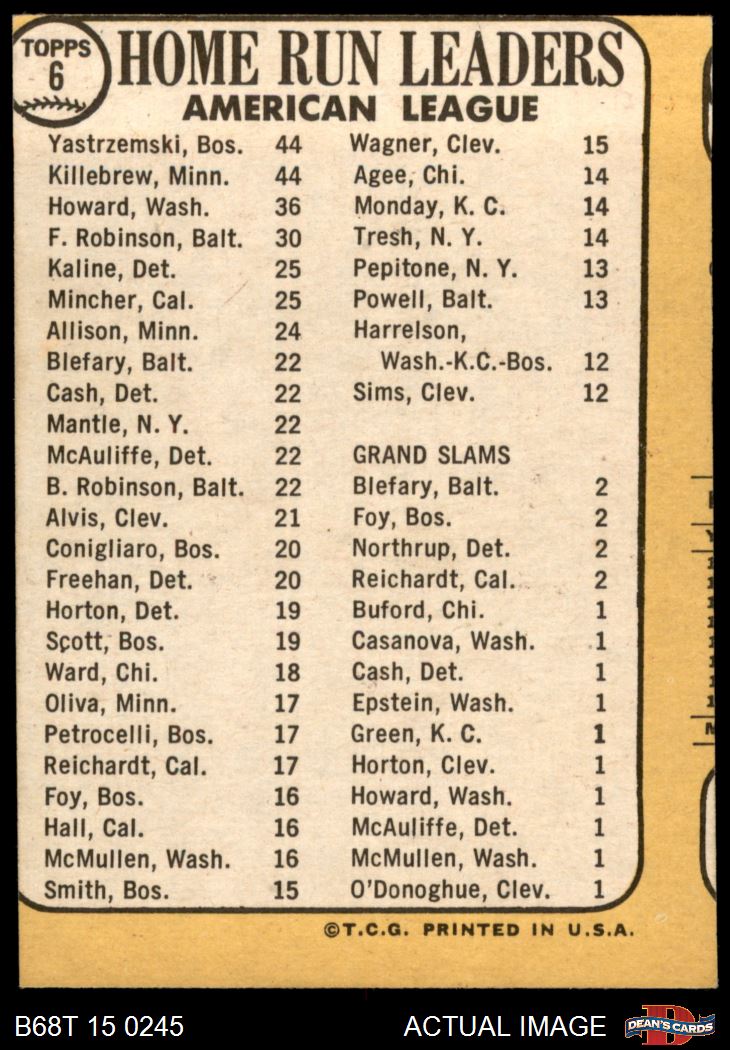 TOPPS
6
HOME RUN LEADERS
AMERICAN LEAGUE
Yastrzemski, Bos. 44
Killebrew, Minn. 44
Howard, Wash. 36
F. Robinson, Balt. 30
Kaline, Det. 25
Mincher, Cal. 25
Allison, Minn. 24
Blefary, Balt. 22
Cash, Det. 22
Mantle, N. Y. 22
McAuliffe, Det. 22
B. Robinson, Balt. 22
Alvis, Clev. 21
Conigliaro, Bos. 20
Freehan, Det. 20
Horton, Det. 19
Scott, Bos. 19
Ward, Chi. 18
Oliva, Minn. 17
Petrocelli, Bos. 17
Reichardt, Cal. 17
Foy, Bos. 16
Hall, Cal. 16
McMullen, Wash. 16
Smith, Bos. 15
Wagner, Clev. 15
Agee, Chi. 14
Monday, K. C. 14
Tresh, N. Y. 14
Pepitone, N. Y. 13
Powell, Balt. 13
Harrelson,
Wash.-K.C.-Bos. 12
Sims, Clev. 12
GRAND SLAMS
Blefary, Balt. 2
Foy, Bos. 2
Northrup, Det. 2
Reichardt, Cal. 2
Buford, Chi. 1
Casanova, Wash. 1
Cash, Det. 1
Epstein, Wash. 1
Green, K. C. 1
Horton, Clev. 1
Howard, Wash. 1
McAuliffe, Det. 1
McMullen, Wash. 1
O'Donoghue, Clev. 1
©T.C.G. PRINTED IN U.S.A.
B68T 15 0245 ACTUAL IMAGE
D
DEAN'S CARDS